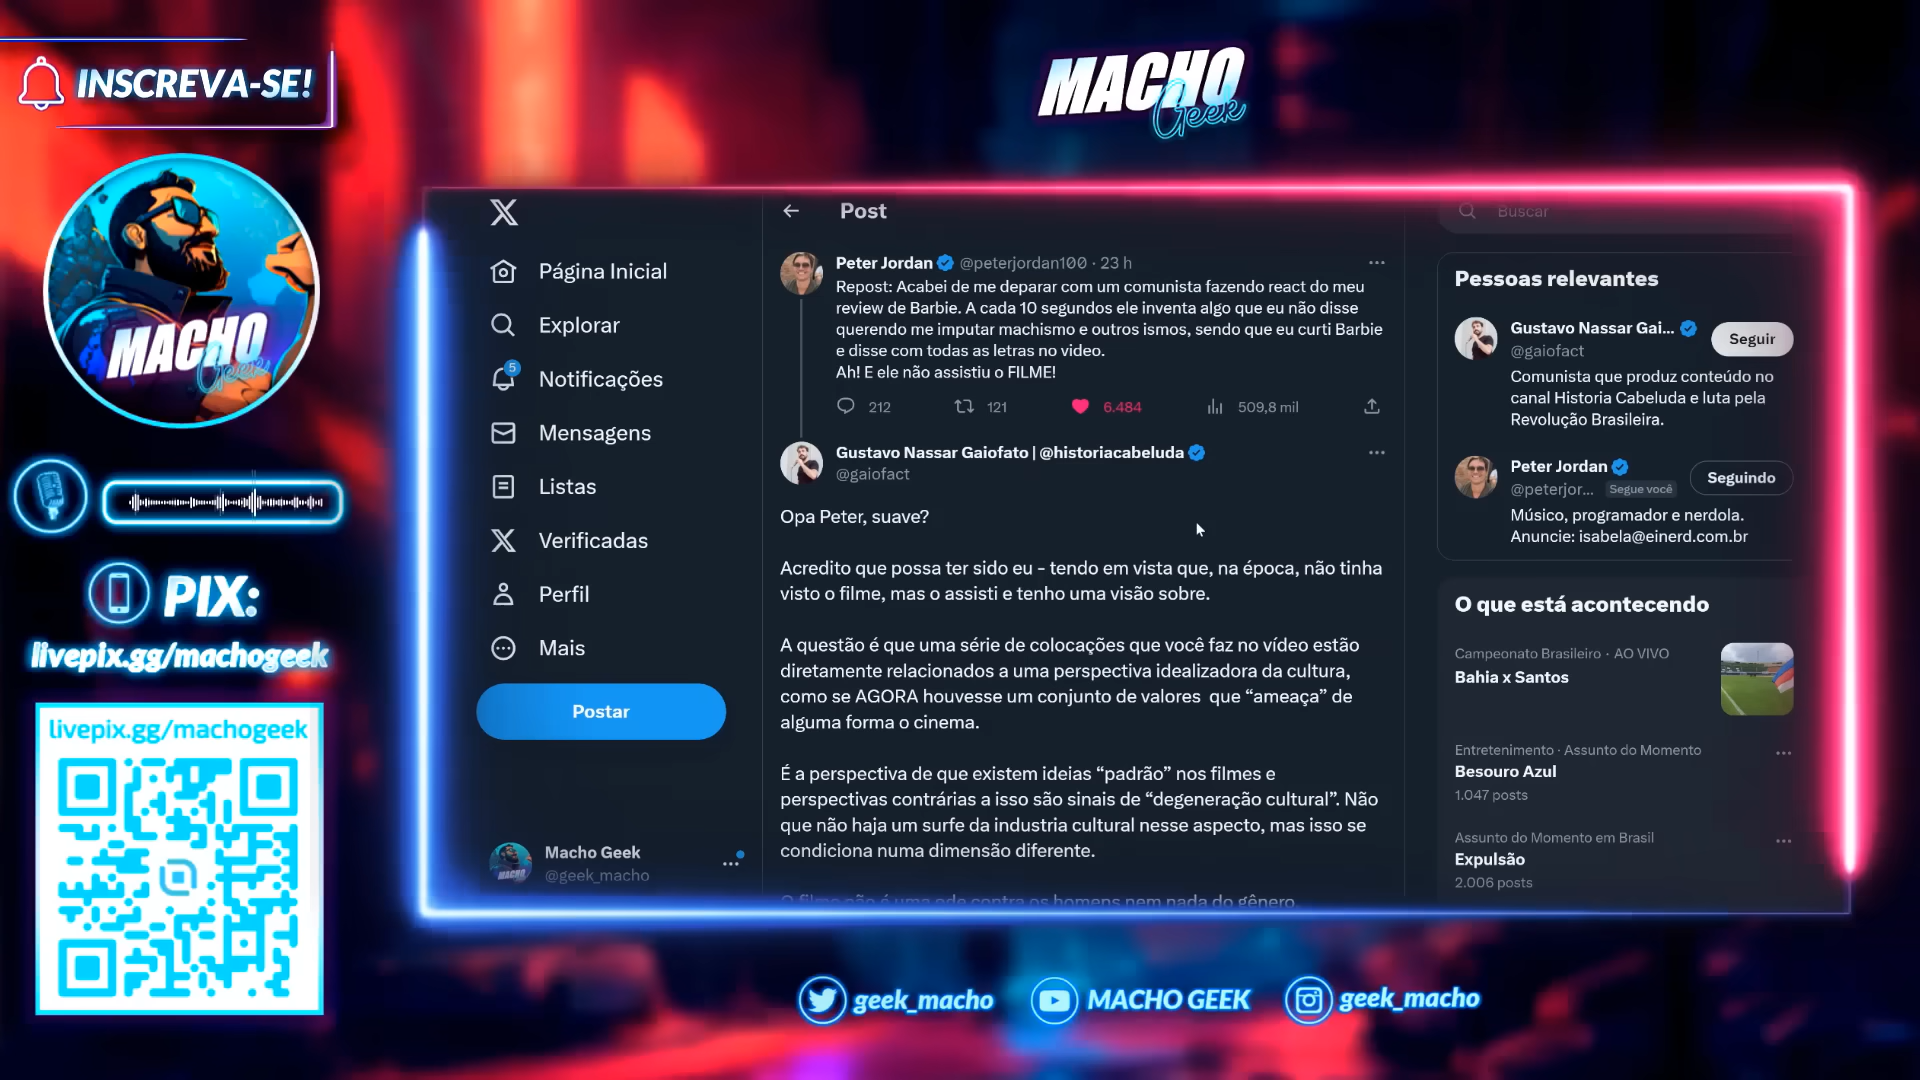 INSCREVA-SE!
MACHO
Geek
MACHO
Geek
PIX:
livepix.gg/machogeek
livepix.gg/machogeek
Página Inicial
Explorar
5
Notificações
Mensagens
Listas
Verificadas
Perfil
Mais
Postar
Macho Geek
@geek_macho
Post
Peter Jordan @peterjordan100 · 23 h
Repost: Acabei de me deparar com um comunista fazendo react do meu
review de Barbie. A cada 10 segundos ele inventa algo que eu não disse
querendo me imputar machismo e outros ismos, sendo que eu curti Barbie
e disse com todas as letras no video.
Ah! E ele não assistiu o FILME!
212 121 6.484 509,8 mil
Gustavo Nassar Gaiofato | @historiacabeluda
@gaiofact
Opa Peter, suave?
Acredito que possa ter sido eu - tendo em vista que, na época, não tinha
visto o filme, mas o assisti e tenho uma visão sobre.
A questão é que uma série de colocações que você faz no vídeo estão
diretamente relacionados a uma perspectiva idealizadora da cultura,
como se AGORA houvesse um conjunto de valores que “ameaça” de
alguma forma o cinema.
É a perspectiva de que existem ideias “padrão” nos filmes e
perspectivas contrárias a isso são sinais de “degeneração cultural”. Não
que não haja um surfe da industria cultural nesse aspecto, mas isso se
condiciona numa dimensão diferente.
O filme não é uma ode contra os homens nem nada do gênero.
Buscar
Pessoas relevantes
Gustavo Nassar Gai...
@gaiofact
Seguir
Comunista que produz conteúdo no
canal Historia Cabeluda e luta pela
Revolução Brasileira.
Peter Jordan
@peterjor... Segue você
Seguindo
Músico, programador e nerdola.
Anuncie: isabela@einerd.com.br
O que está acontecendo
Campeonato Brasileiro · AO VIVO
Bahia x Santos
Entretenimento · Assunto do Momento
Besouro Azul
1.047 posts
Assunto do Momento em Brasil
Expulsão
2.006 posts
geek_macho MACHO GEEK geek_macho